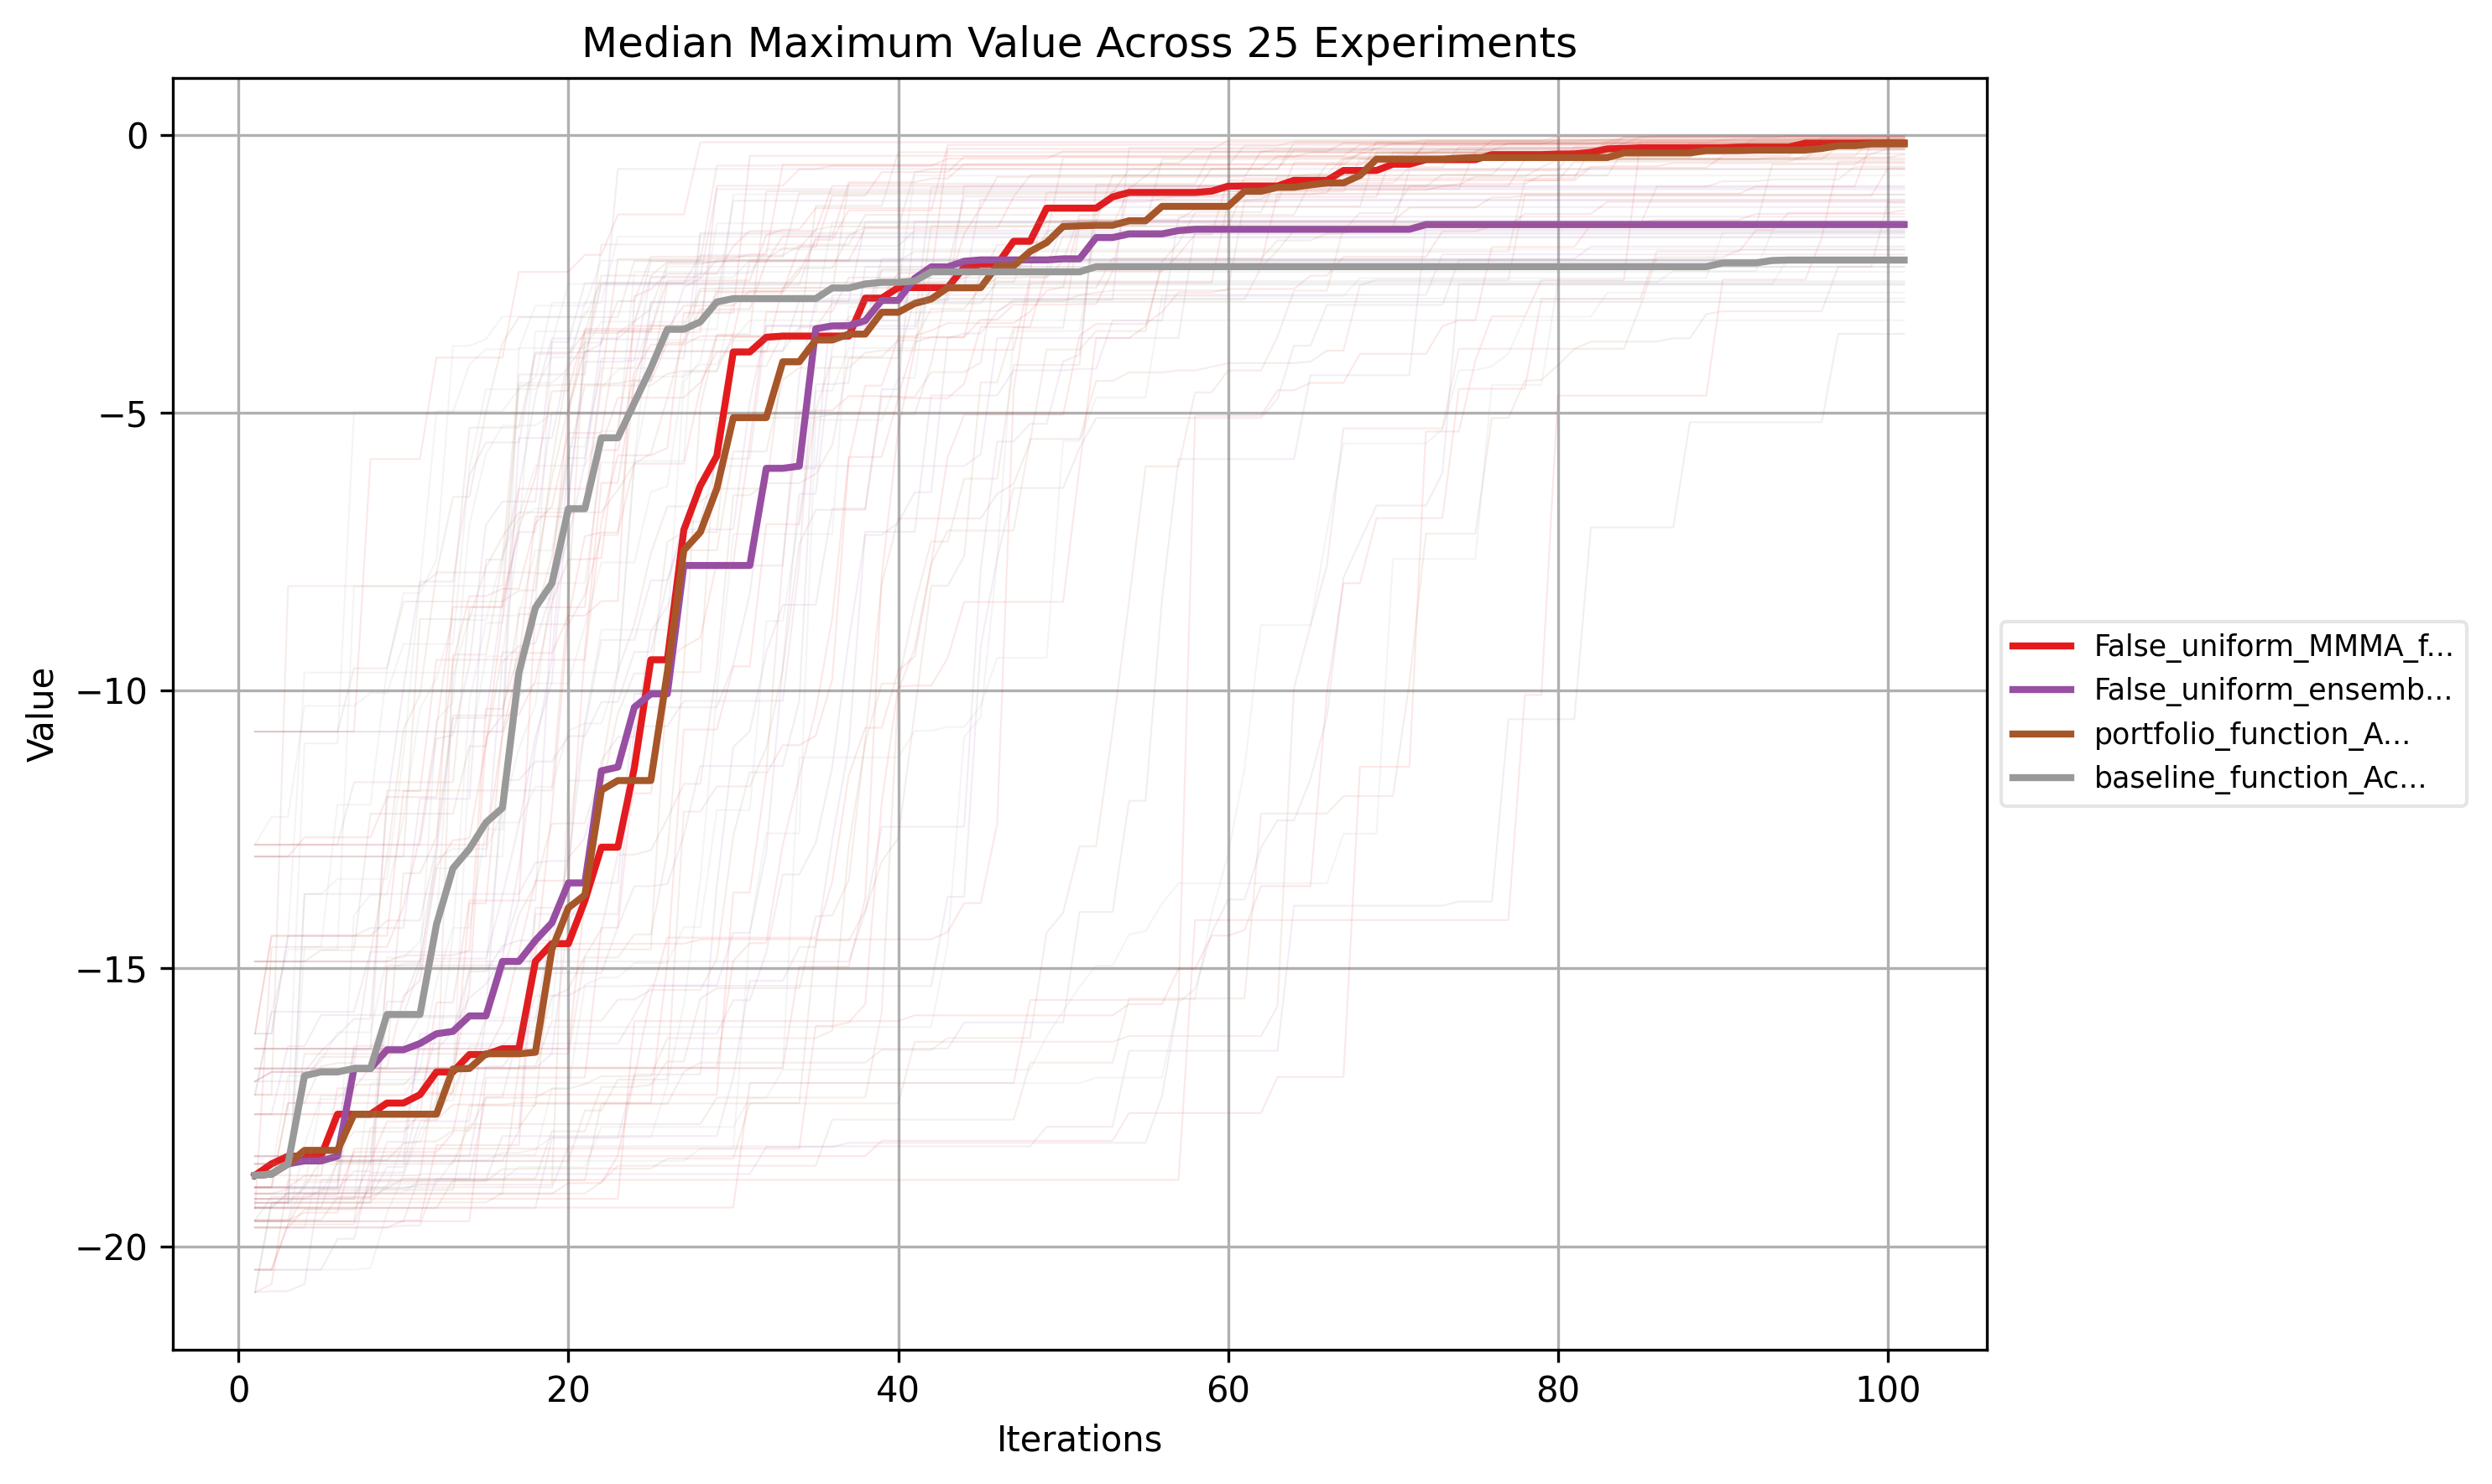 Median Maximum Value Across 25 Experiments
0
−5
−10
−15
−20
Value
0 20 40 60 80 100
Iterations
False_uniform_MMMA_f...
False_uniform_ensemb...
portfolio_function_A...
baseline_function_Ac...